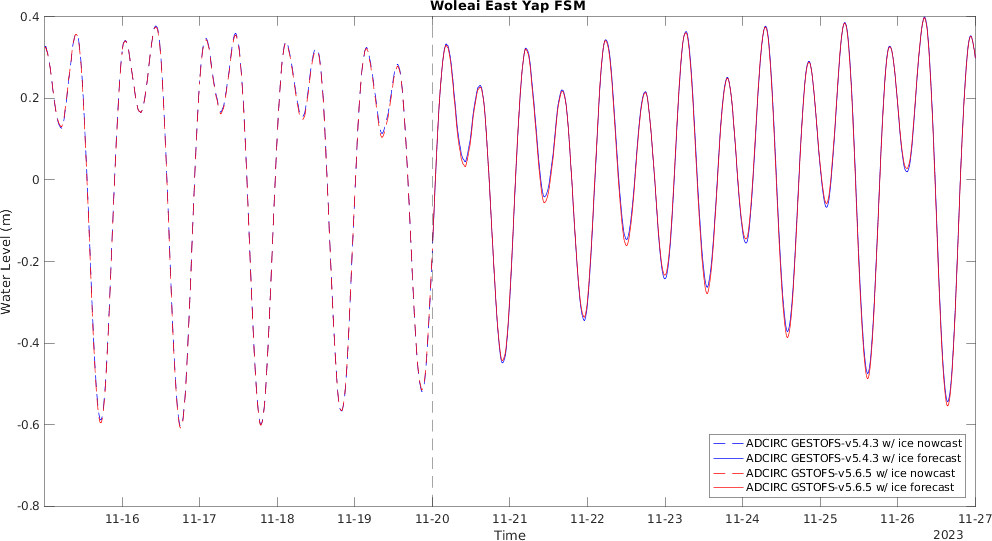 Woleai East Yap FSM
0.4
0.2
0
-0.2
-0.4
-0.6
-0.8
Water Level (m)
ADCIRC GESTOFS-v5.4.3 w/ ice nowcast
ADCIRC GESTOFS-v5.4.3 w/ ice forecast
ADCIRC GSTOFS-v5.6.5 w/ ice nowcast
ADCIRC GSTOFS-v5.6.5 w/ ice forecast
11-16 11-17 11-18 11-19 11-20 11-21 11-22 11-23 11-24 11-25 11-26 11-27
Time
2023